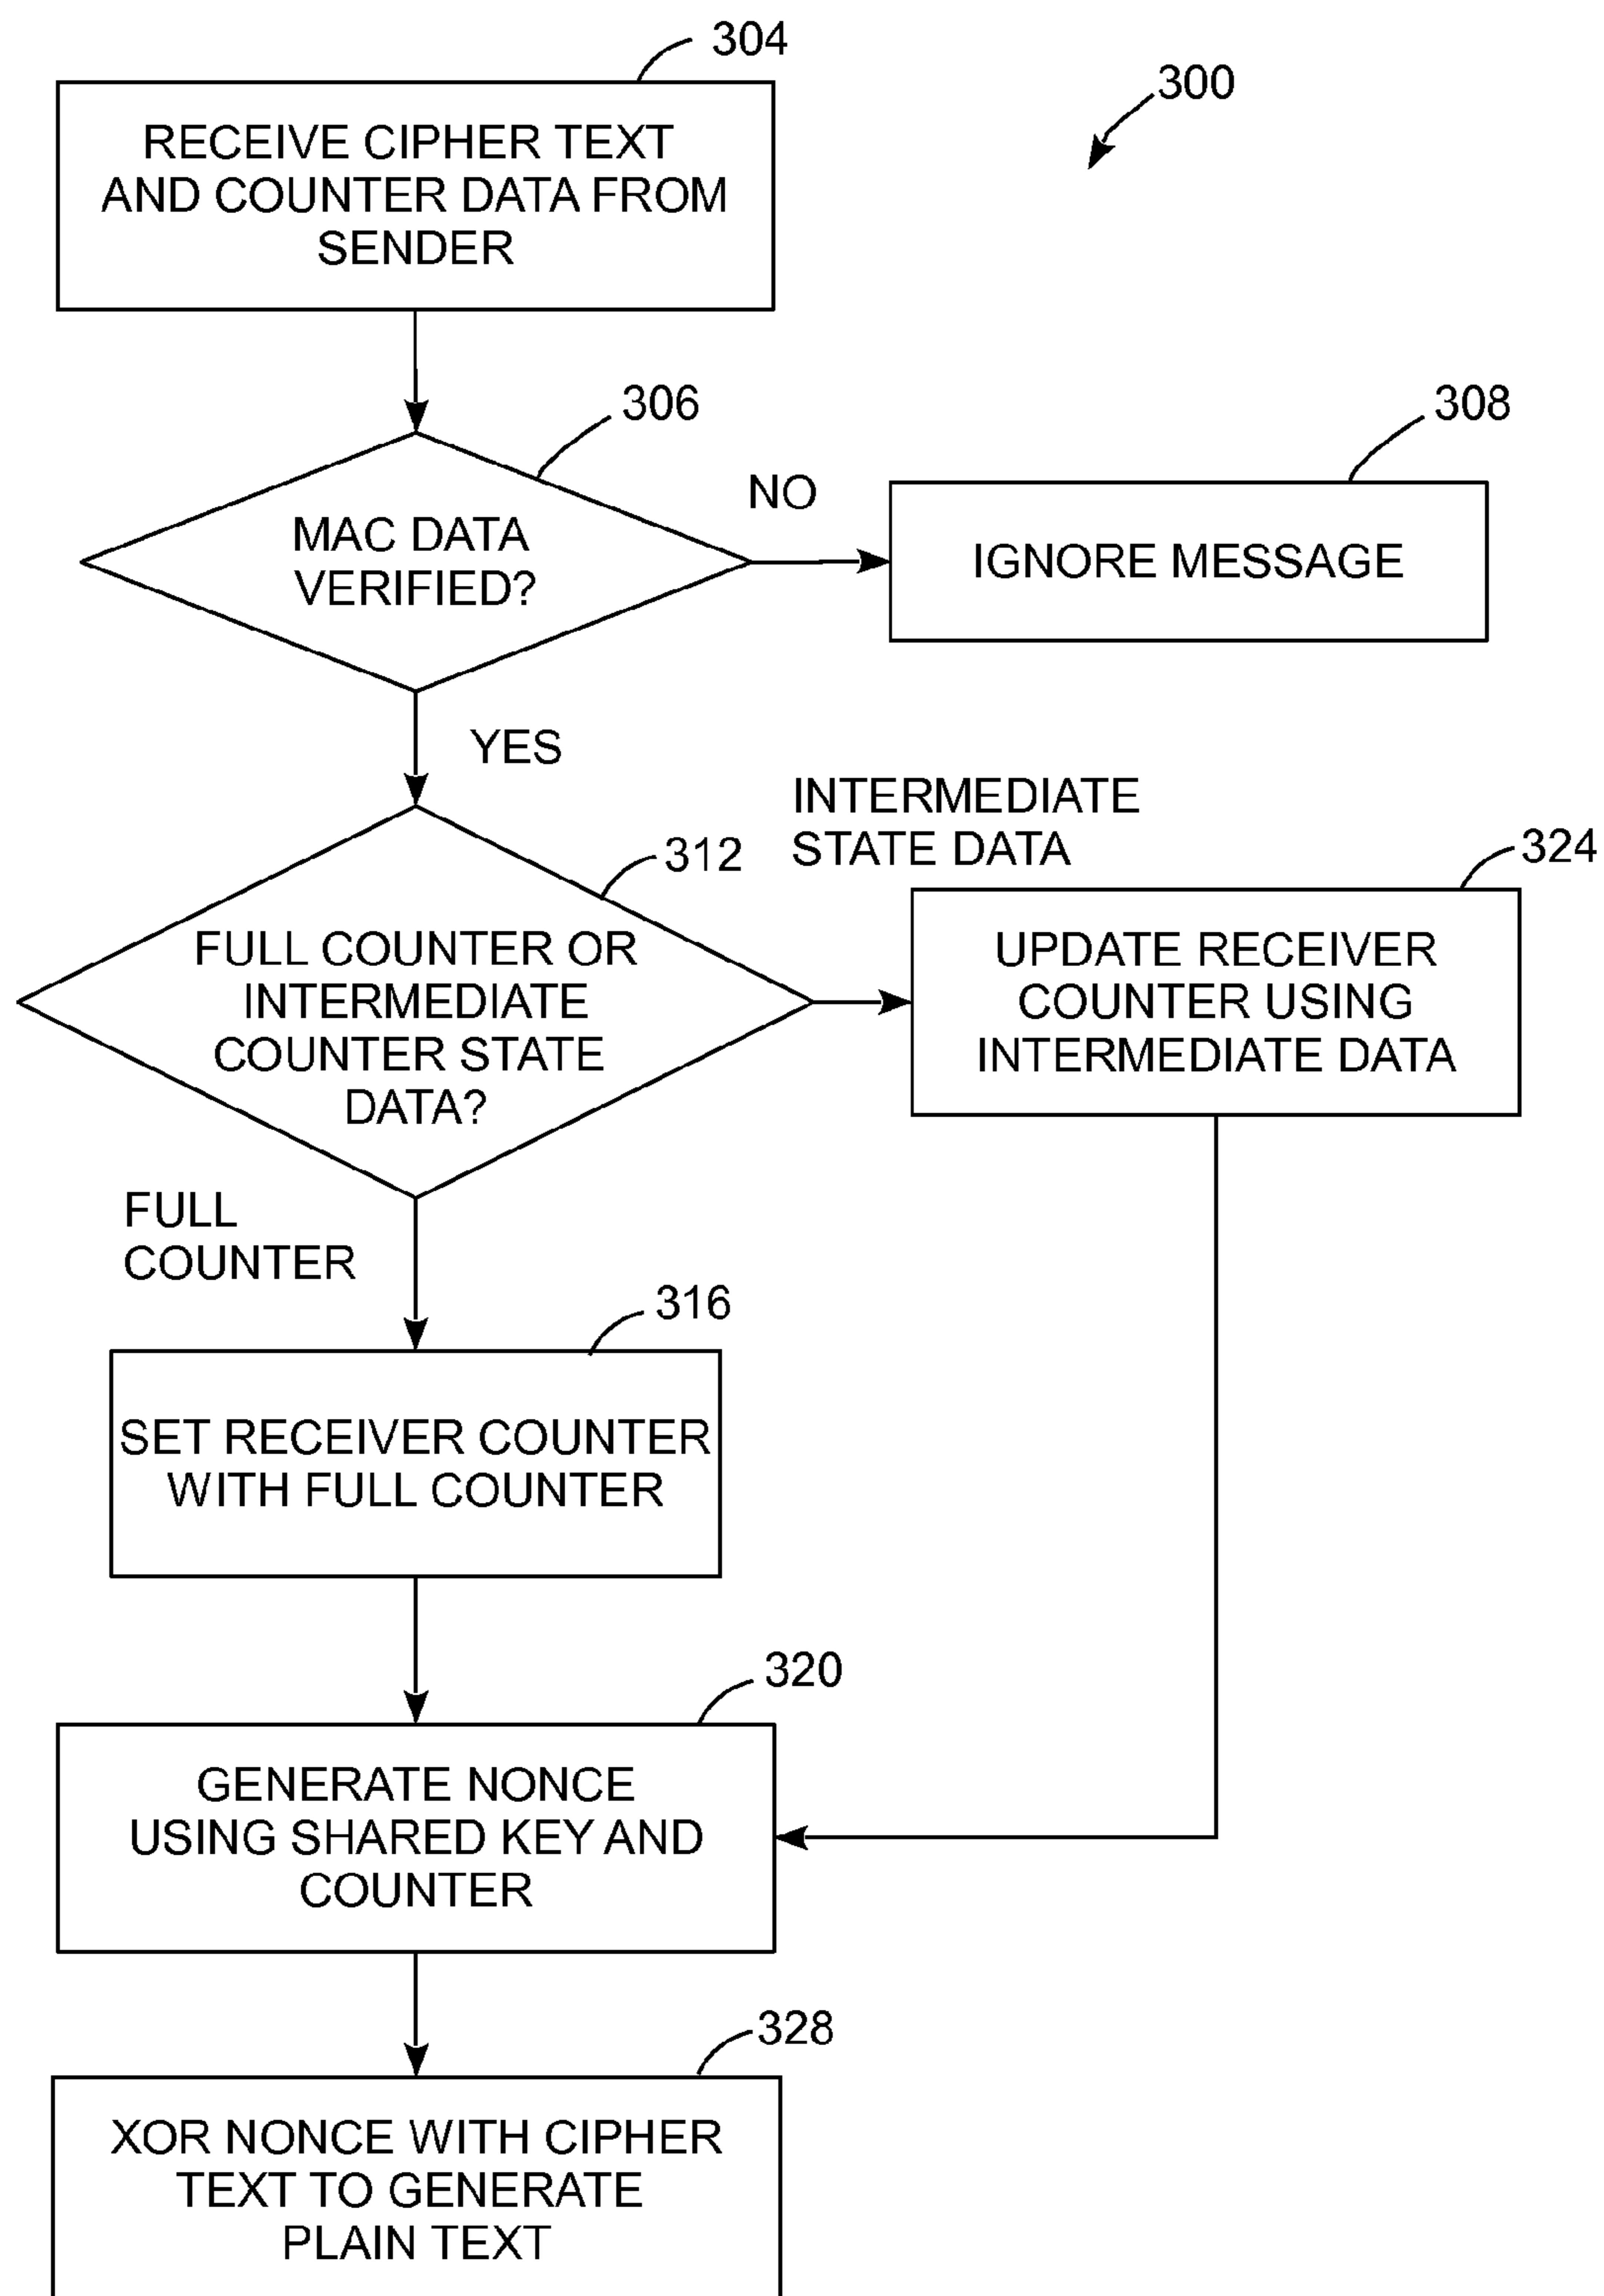 304
300
RECEIVE CIPHER TEXT
AND COUNTER DATA FROM
SENDER
306
308
MAC DATA
VERIFIED?
NO
IGNORE MESSAGE
YES
INTERMEDIATE
STATE DATA
312
324
FULL COUNTER OR
INTERMEDIATE
COUNTER STATE
DATA?
UPDATE RECEIVER
COUNTER USING
INTERMEDIATE DATA
FULL
COUNTER
316
SET RECEIVER COUNTER
WITH FULL COUNTER
320
GENERATE NONCE
USING SHARED KEY AND
COUNTER
328
XOR NONCE WITH CIPHER
TEXT TO GENERATE
PLAIN TEXT